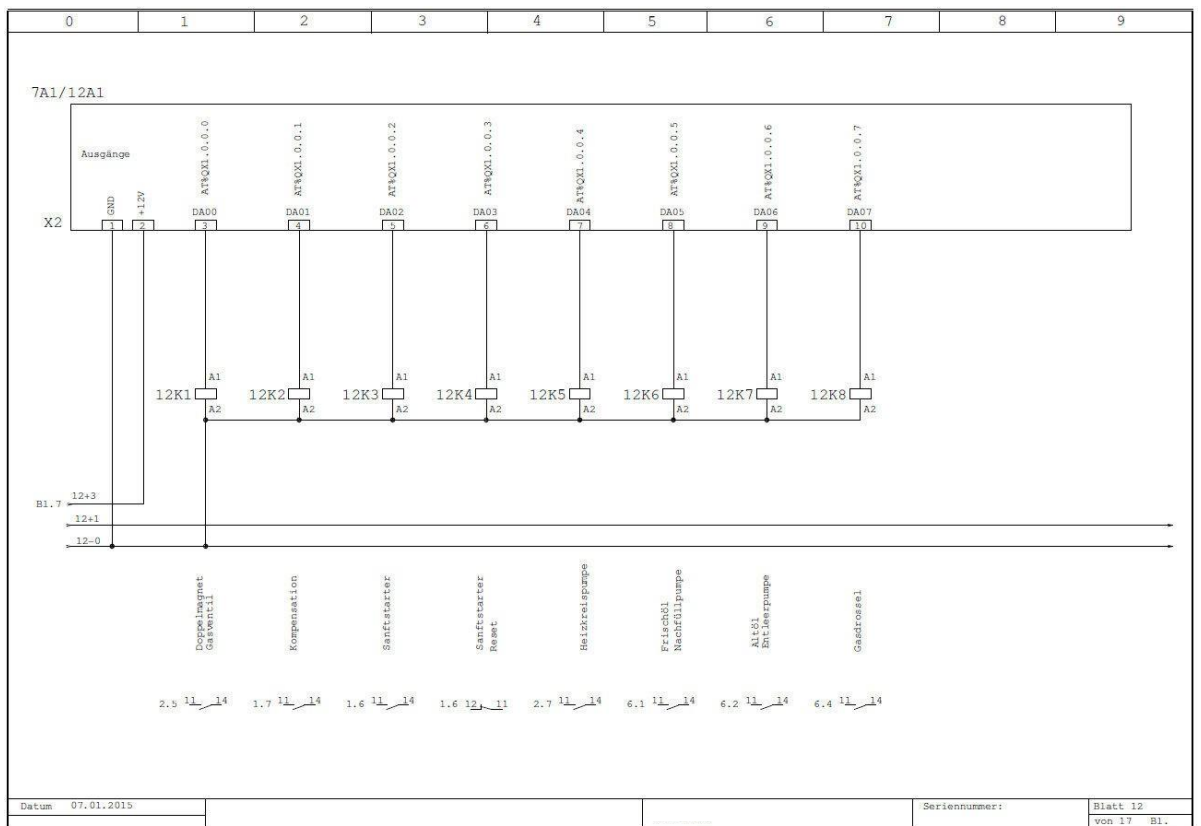 0 1 2 3 4 5 6 7 8 9
7A1/12A1
Ausgänge
GND
+12V
AT%QX1.0.0.0
AT%QX1.0.0.1
AT%QX1.0.0.2
AT%QX1.0.0.3
AT%QX1.0.0.4
AT%QX1.0.0.5
AT%QX1.0.0.6
AT%QX1.0.0.7
DA00 DA01 DA02 DA03 DA04 DA05 DA06 DA07
X2 1 2 3 4 5 6 7 8 9 10
A1 A1 A1 A1 A1 A1 A1 A1
12K1 12K2 12K3 12K4 12K5 12K6 12K7 12K8
A2 A2 A2 A2 A2 A2 A2 A2
B1.7 12+3
12+1
12-0
Doppelmagnet
Gasventil
Kompensation
Sanftstarter
Sanftstarter
Reset
Heizkreispumpe
Frischöl
Nachfüllpumpe
Altöl
Entleerpumpe
Gasdrossel
2.5 11 14 1.7 11 14 1.6 11 14 1.6 12 11 2.7 11 14 6.1 11 14 6.2 11 14 6.4 11 14
Datum 07.01.2015 Seriennummer: Blatt 12
von 17 Bl.